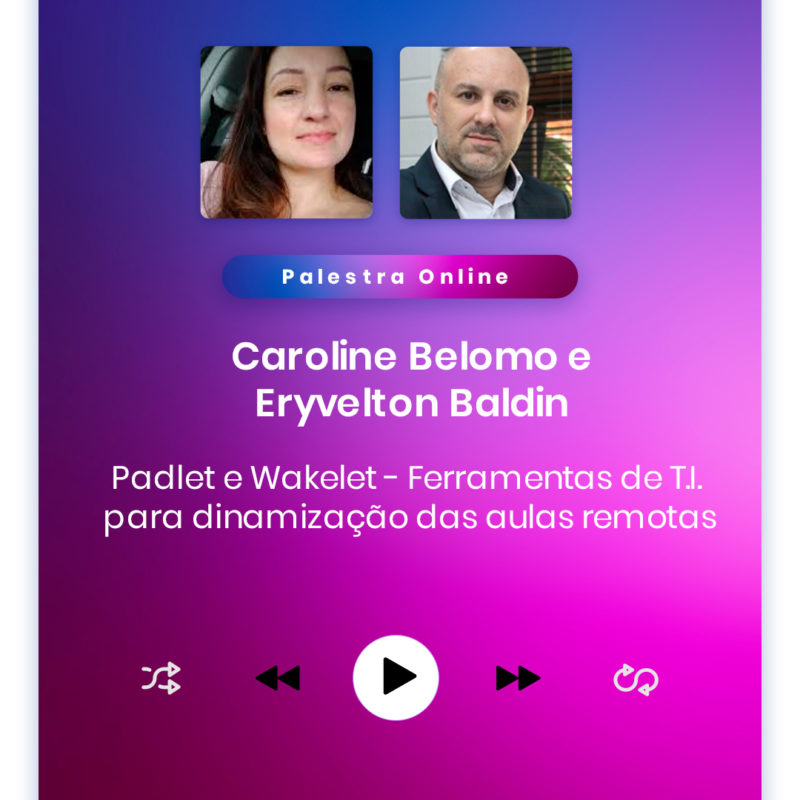 Palestra Online
Caroline Belomo e
Eryvelton Baldin
Padlet e Wakelet - Ferramentas de T.I.
para dinamização das aulas remotas